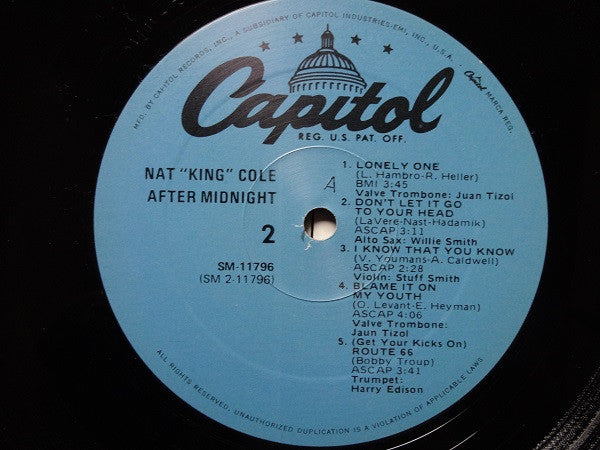 MFG. BY CAPITOL RECORDS, INC., A SUBSIDIARY OF CAPITOL INDUSTRIES-EMI, INC., U.S.A.
Capitol MARCA REG.
Capitol
REG. U.S. PAT. OFF.
NAT "KING" COLE
AFTER MIDNIGHT
2
SM-11796
(SM 2-11796)
A
1. LONELY ONE
(L. Hambro-R. Heller)
BMI 3:45
Valve Trombone: Juan Tizol
2. DON'T LET IT GO
TO YOUR HEAD
(LaVere-Nast-Hadamik)
ASCAP 3:11
Alto Sax: Willie Smith
3. I KNOW THAT YOU KNOW
(V. Youmans-A. Caldwell)
ASCAP 2:28
Violin: Stuff Smith
4. BLAME IT ON
MY YOUTH
(O. Levant-E. Heyman)
ASCAP 4:06
Valve Trombone:
Jaun Tizol
5. (Get Your Kicks On)
ROUTE 66
(Bobby Troup)
ASCAP 3:41
Trumpet:
Harry Edison
ALL RIGHTS RESERVED. UNAUTHORIZED DUPLICATION IS A VIOLATION OF APPLICABLE LAWS.